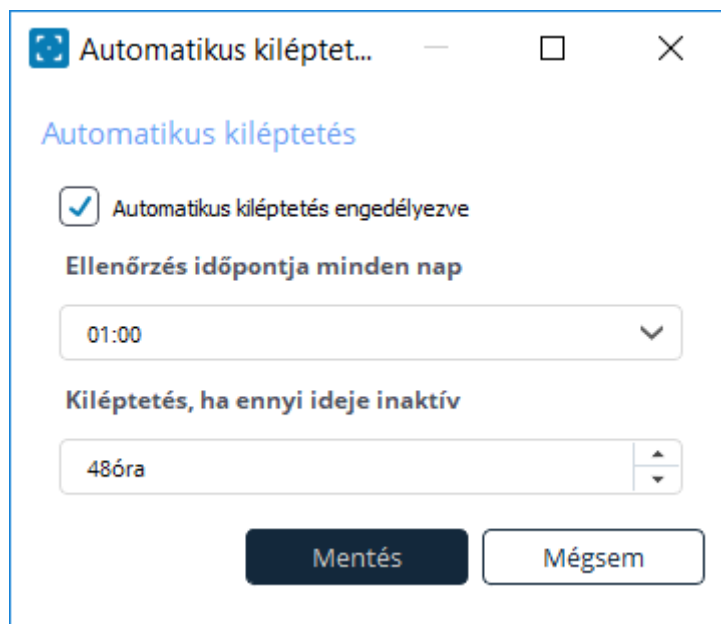 Automatikus kiléptet...
Automatikus kiléptetés
Automatikus kiléptetés engedélyezve
Ellenőrzés időpontja minden nap
01:00
Kiléptetés, ha ennyi ideje inaktív
48óra
Mentés Mégsem